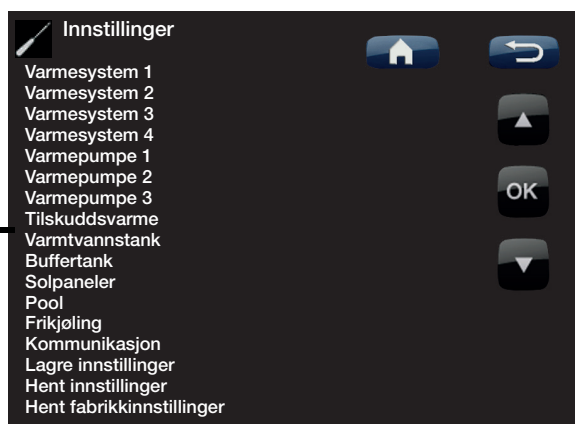 Innstillinger
Varmesystem 1
Varmesystem 2
Varmesystem 3
Varmesystem 4
Varmepumpe 1
Varmepumpe 2
Varmepumpe 3
Tilskuddsvarme
Varmtvannstank
Buffertank
Solpaneler
Pool
Frikjøling
Kommunikasjon
Lagre innstillinger
Hent innstillinger
Hent fabrikkinnstillinger
OK